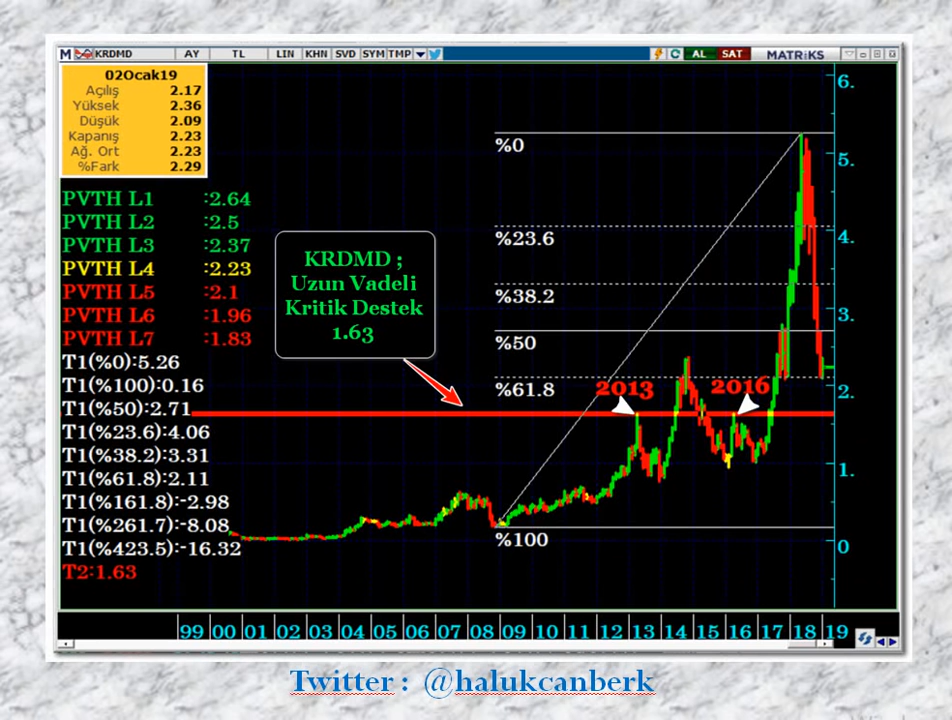 M KRDMD AY TL LIN KHN SVD SYM TMP AL SAT MATRiKS
02Ocak19
Açılış 2.17
Yüksek 2.36
Düşük 2.09
Kapanış 2.23
Ağ. Ort 2.23
%Fark 2.29
PVTH L1 :2.64
PVTH L2 :2.5
PVTH L3 :2.37
PVTH L4 :2.23
PVTH L5 :2.1
PVTH L6 :1.96
PVTH L7 :1.83
T1(%0):5.26
T1(%100):0.16
T1(%50):2.71
T1(%23.6):4.06
T1(%38.2):3.31
T1(%61.8):2.11
T1(%161.8):-2.98
T1(%261.7):-8.08
T1(%423.5):-16.32
T2:1.63
KRDMD ;
Uzun Vadeli
Kritik Destek
1.63
%0
%23.6
%38.2
%50
%61.8
%100
2013
2016
6.
5.
4.
3.
2.
1.
0
99 00 01 02 03 04 05 06 07 08 09 10 11 12 13 14 15 16 17 18 19
Twitter : @halukcanberk